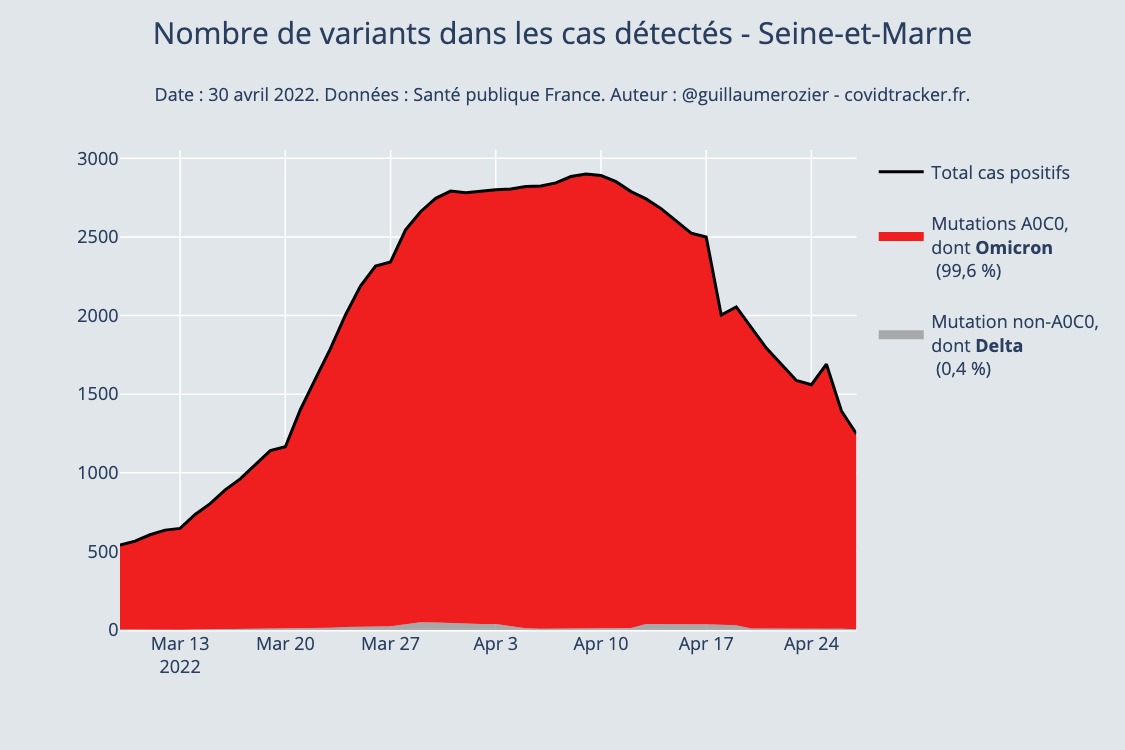 Nombre de variants dans les cas détectés - Seine-et-Marne
Date : 30 avril 2022. Données : Santé publique France. Auteur : @guillaumerozier - covidtracker.fr.
3000
2500
2000
1500
1000
500
0
Mar 13
2022
Mar 20
Mar 27
Apr 3
Apr 10
Apr 17
Apr 24
Total cas positifs
Mutations A0C0,
dont Omicron
(99,6 %)
Mutation non-A0C0,
dont Delta
(0,4 %)